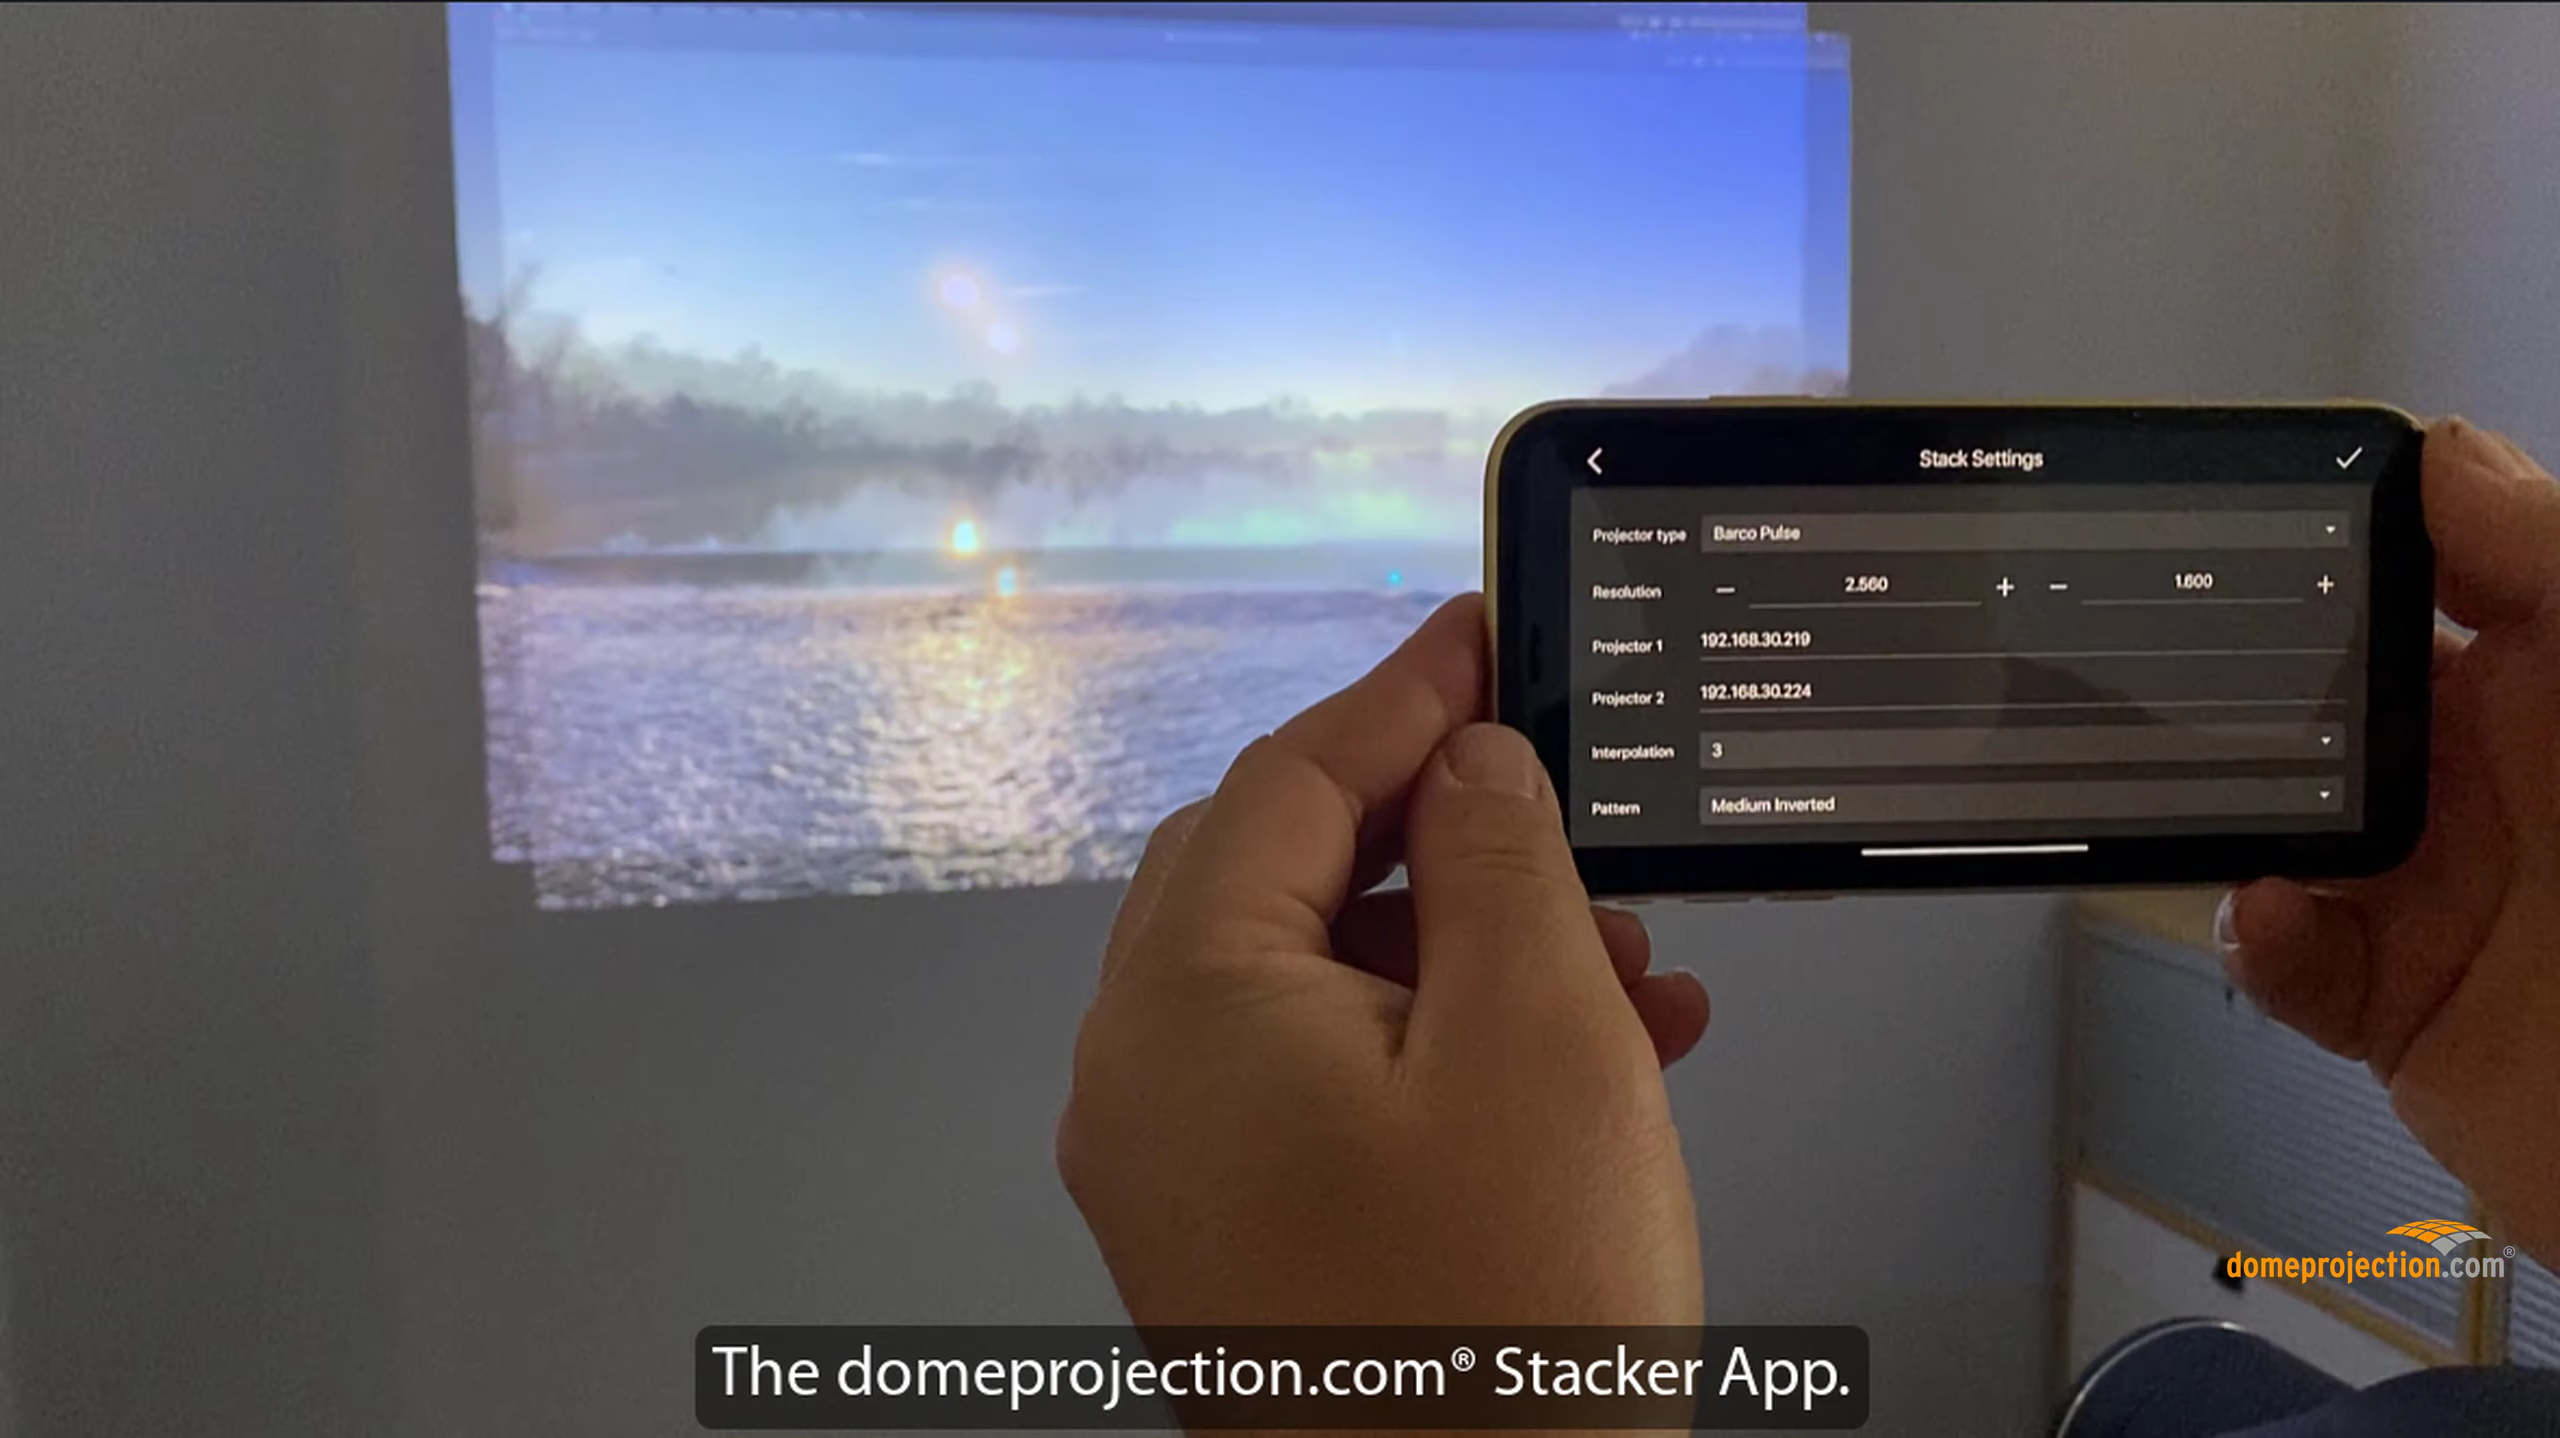 Stack Settings
Projector type Barco Pulse
Resolution − 2.560 + − 1.600 +
Projector 1 192.168.30.219
Projector 2 192.168.30.224
Interpolation 3
Pattern Medium Inverted
domeprojection.com®
The domeprojection.com® Stacker App.